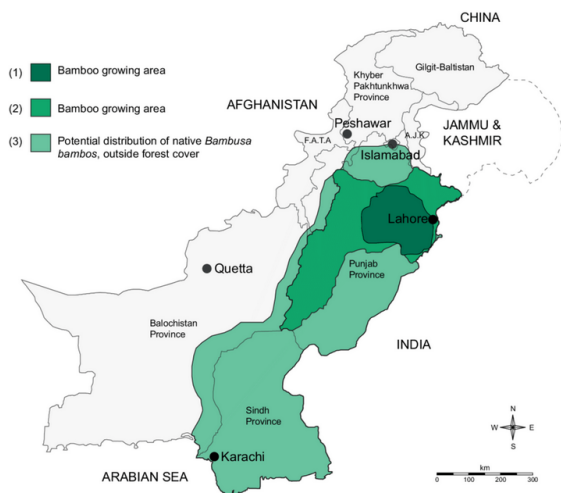 CHINA
(1) Bamboo growing area
(2) Bamboo growing area
(3) Potential distribution of native Bambusa
bambos, outside forest cover
Gilgit-Baltistan
Khyber
Pakhtunkhwa
Province
AFGHANISTAN
Peshawar
F.A.T.A
A.J.K
JAMMU &
KASHMIR
Islamabad
Lahore
Punjab
Province
Quetta
Balochistan
Province
INDIA
Sindh
Province
Karachi
ARABIAN SEA
N
W E
S
km
0 50 100 200 300